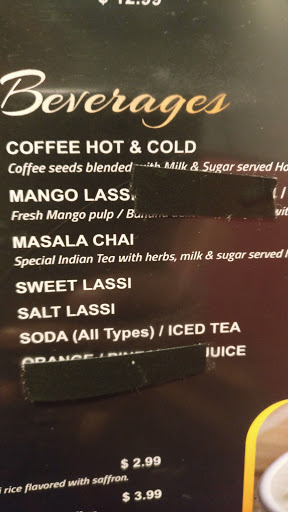 $ 12.99
Beverages
COFFEE HOT & COLD
Coffee seeds blended with Milk & Sugar served Ho
MANGO LASSI /
Fresh Mango pulp /
MASALA CHAI
Special Indian Tea with herbs, milk & sugar served
SWEET LASSI
SALT LASSI
SODA (All Types) / ICED TEA
ORANGE / JUICE
$ 2.99
i rice flavored with saffron.
$ 3.99